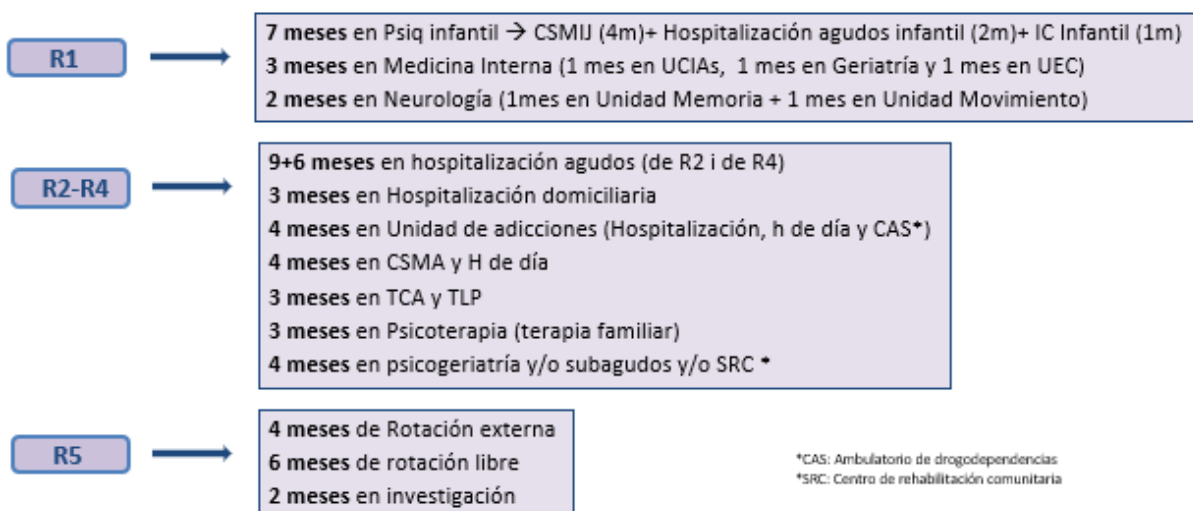 R1
7 meses en Psiq infantil → CSMIJ (4m)+ Hospitalización agudos infantil (2m)+ IC Infantil (1m)
3 meses en Medicina Interna (1 mes en UCIAs, 1 mes en Geriatría y 1 mes en UEC)
2 meses en Neurología (1mes en Unidad Memoria + 1 mes en Unidad Movimiento)
R2-R4
9+6 meses en hospitalización agudos (de R2 i de R4)
3 meses en Hospitalización domiciliaria
4 meses en Unidad de adicciones (Hospitalización, h de día y CAS*)
4 meses en CSMA y H de día
3 meses en TCA y TLP
3 meses en Psicoterapia (terapia familiar)
4 meses en psicogeriatría y/o subagudos y/o SRC *
R5
4 meses de Rotación externa
6 meses de rotación libre
2 meses en investigación
*CAS: Ambulatorio de drogodependencias
*SRC: Centro de rehabilitación comunitaria